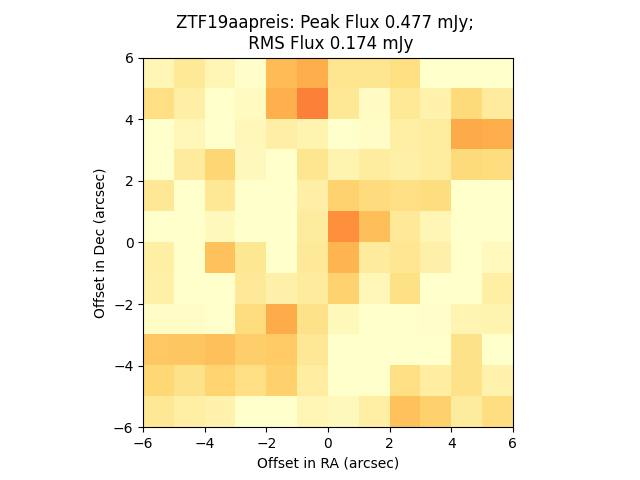 ZTF19aapreis: Peak Flux 0.477 mJy;
RMS Flux 0.174 mJy
6
4
2
0
−2
−4
−6
Offset in Dec (arcsec)
−6 −4 −2 0 2 4 6
Offset in RA (arcsec)